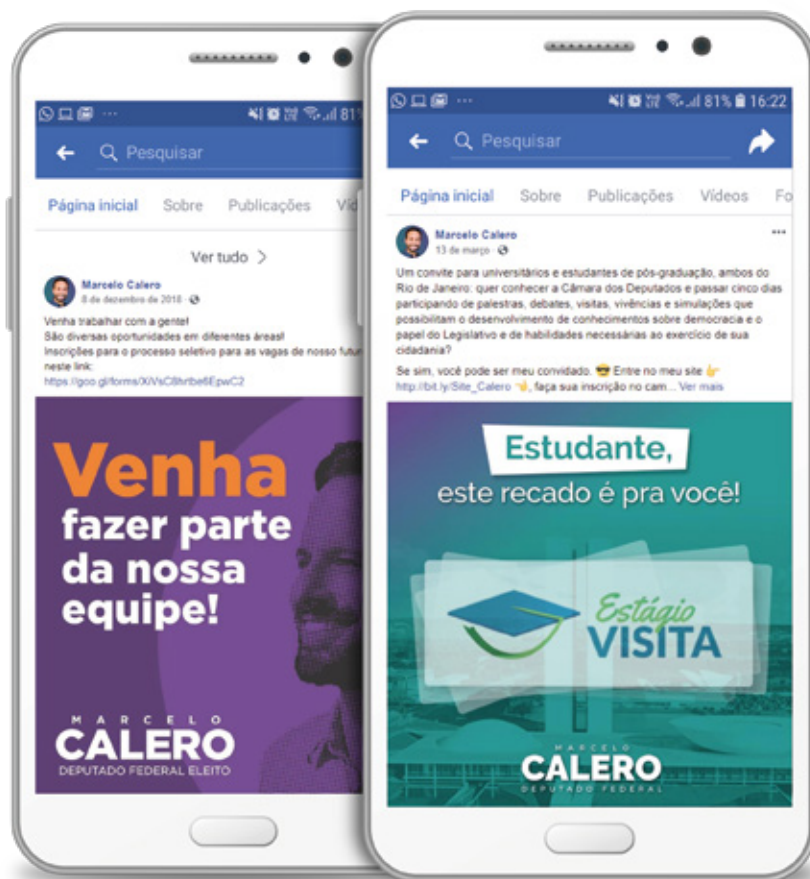 81%
Pesquisar
Página inicial Sobre Publicações Víd
Ver tudo >
Marcelo Calero
8 de dezembro de 2018
Venha trabalhar com a gente!
São diversas oportunidades em diferentes áreas!
Inscrições para o processo seletivo para as vagas de nosso futur
neste link:
Venha
fazer parte
da nossa
equipe!
MARCELO
CALERO
DEPUTADO FEDERAL ELEITO
81% 16:22
Pesquisar
Página inicial Sobre Publicações Vídeos Fo
Marcelo Calero
13 de março
Um convite para universitários e estudantes de pós-graduação, ambos do
Rio de Janeiro: quer conhecer a Câmara dos Deputados e passar cinco dias
participando de palestras, debates, visitas, vivências e simulações que
possibilitam o desenvolvimento de conhecimentos sobre democracia e o
papel do Legislativo e de habilidades necessárias ao exercício de sua
cidadania?
Se sim, você pode ser meu convidado. 😎 Entre no meu site 👉
http://bit.ly/Site_Calero 👈, faça sua inscrição no cam... Ver mais
Estudante,
este recado é pra você!
Estágio
VISITA
MARCELO
CALERO
DEPUTADO FEDERAL